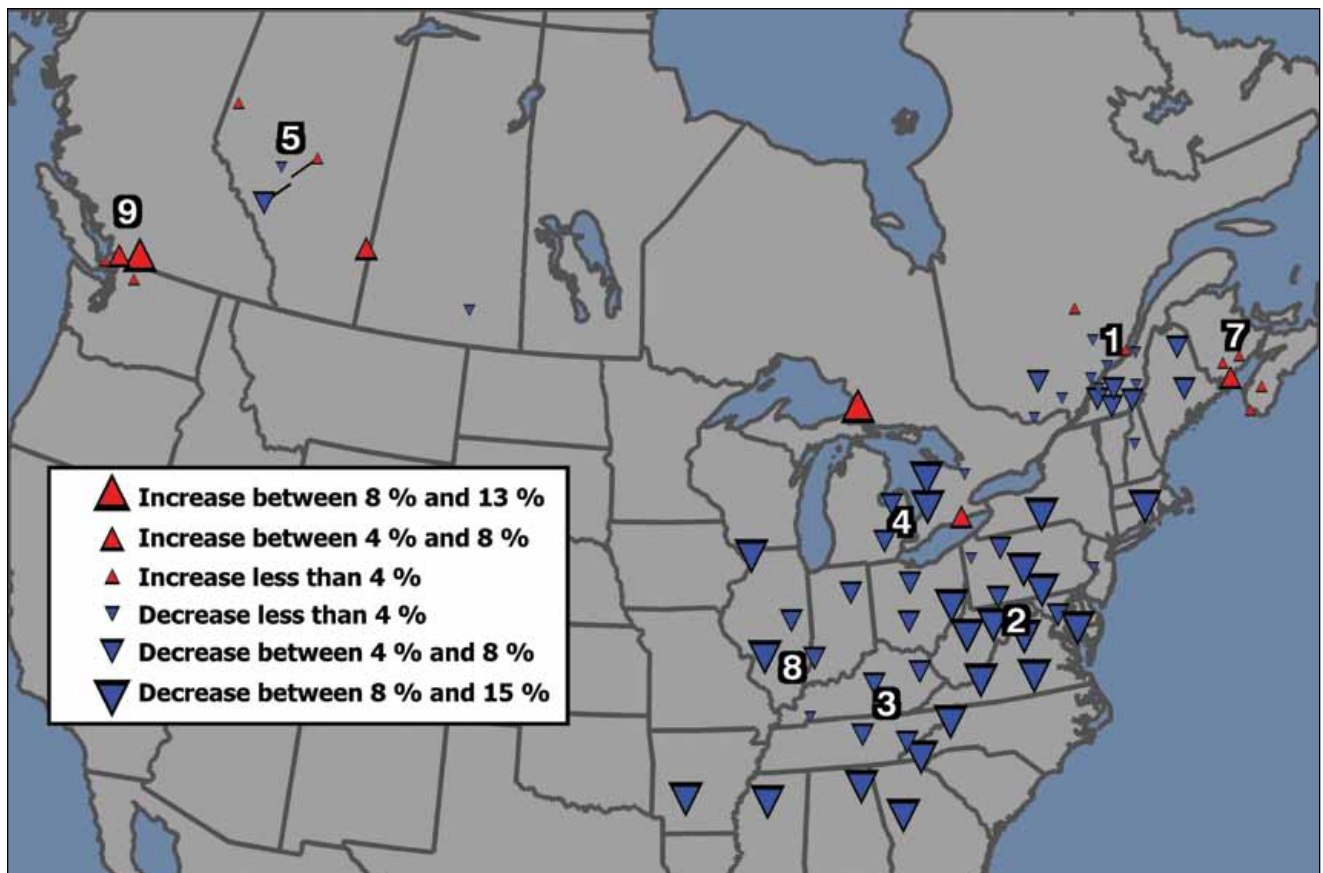 5
9
1
7
Increase between 8 % and 13 %
Increase between 4 % and 8 %
Increase less than 4 %
Decrease less than 4 %
Decrease between 4 % and 8 %
Decrease between 8 % and 15 %
4
2
8
3